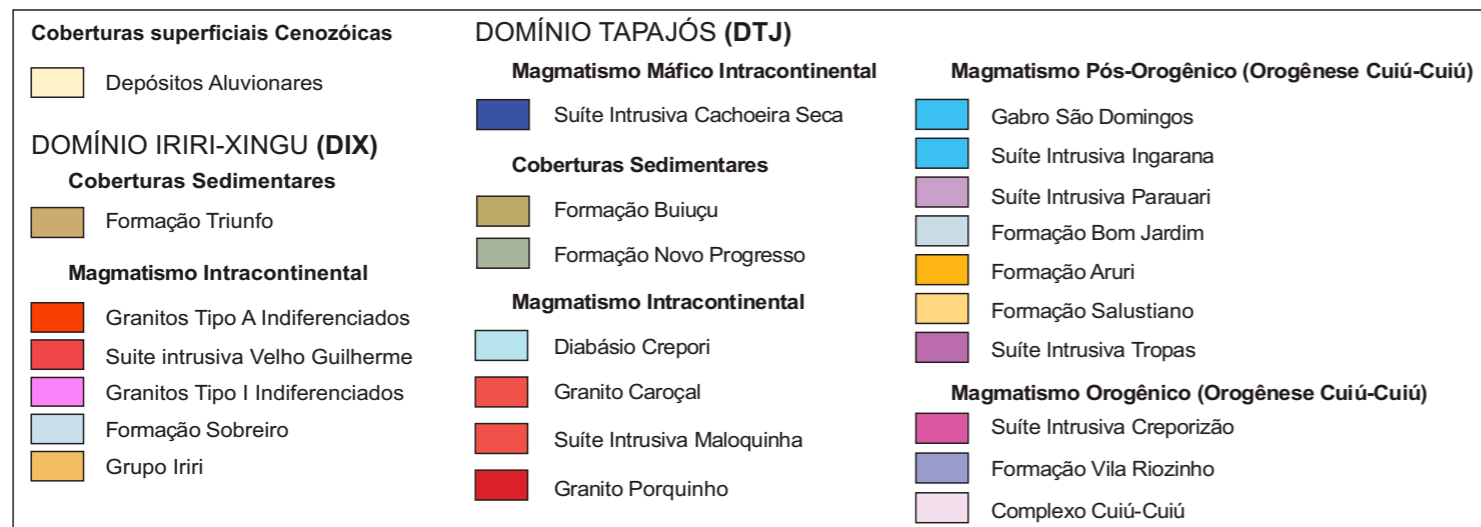 Coberturas superficiais Cenozóicas
Depósitos Aluvionares
DOMÍNIO IRIRI-XINGU (DIX)
Coberturas Sedimentares
Formação Triunfo
Magmatismo Intracontinental
Granitos Tipo A Indiferenciados
Suite intrusiva Velho Guilherme
Granitos Tipo I Indiferenciados
Formação Sobreiro
Grupo Iriri
DOMÍNIO TAPAJÓS (DTJ)
Magmatismo Máfico Intracontinental
Suíte Intrusiva Cachoeira Seca
Coberturas Sedimentares
Formação Buiuçu
Formação Novo Progresso
Magmatismo Intracontinental
Diabásio Crepori
Granito Caroçal
Suíte Intrusiva Maloquinha
Granito Porquinho
Magmatismo Pós-Orogênico (Orogênese Cuiú-Cuiú)
Gabro São Domingos
Suíte Intrusiva Ingarana
Suíte Intrusiva Parauari
Formação Bom Jardim
Formação Aruri
Formação Salustiano
Suíte Intrusiva Tropas
Magmatismo Orogênico (Orogênese Cuiú-Cuiú)
Suíte Intrusiva Creporizão
Formação Vila Riozinho
Complexo Cuiú-Cuiú